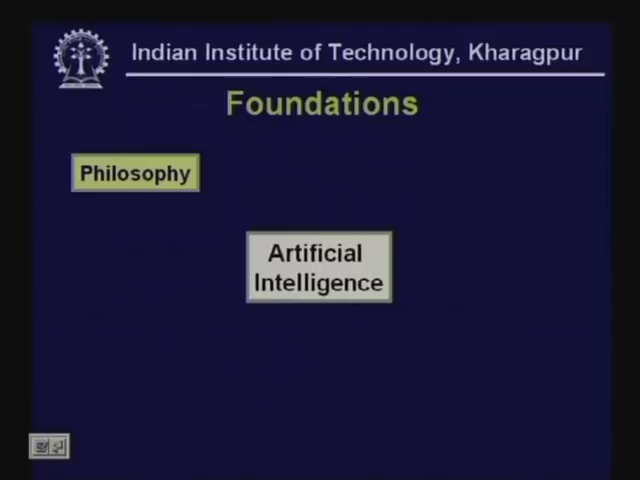 Indian Institute of Technology, Kharagpur
Foundations
Philosophy
Artificial
Intelligence